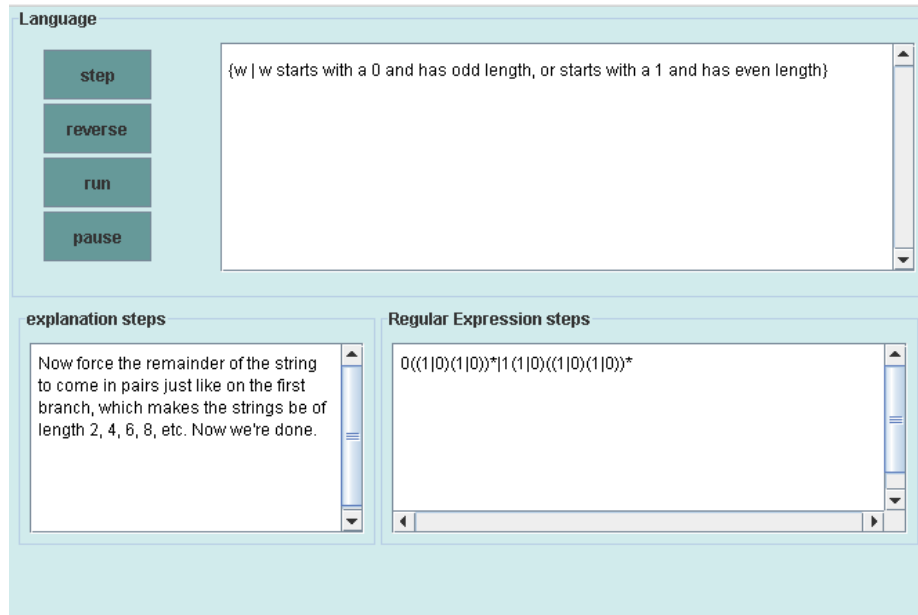 Language
step
{w | w starts with a 0 and has odd length, or starts with a 1 and has even length}
reverse
run
pause
explanation steps
Now force the remainder of the string
to come in pairs just like on the first
branch, which makes the strings be of
length 2, 4, 6, 8, etc. Now we're done.
Regular Expression steps
0((1|0)(1|0))*|1(1|0)((1|0)(1|0))*